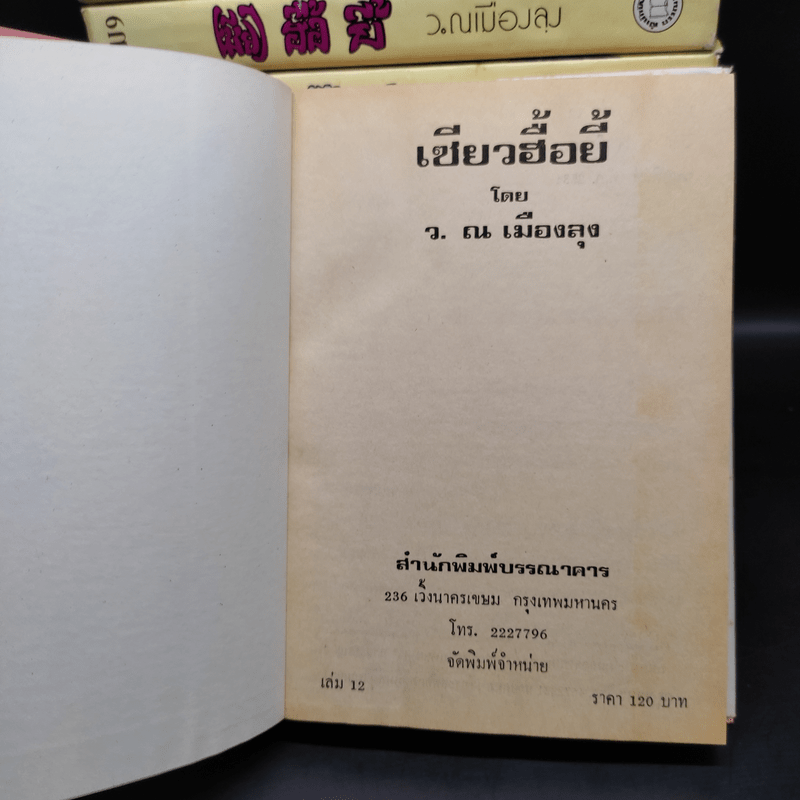 ว.ณเมืองลุง
เซียวฮื้อยี้
โดย
ว. ณ เมืองลุง
สำนักพิมพ์บรรณาคาร
236 เวิ้งนาครเขษม กรุงเทพมหานคร
โทร. 2227796
จัดพิมพ์จำหน่าย
เล่ม 12
ราคา 120 บาท